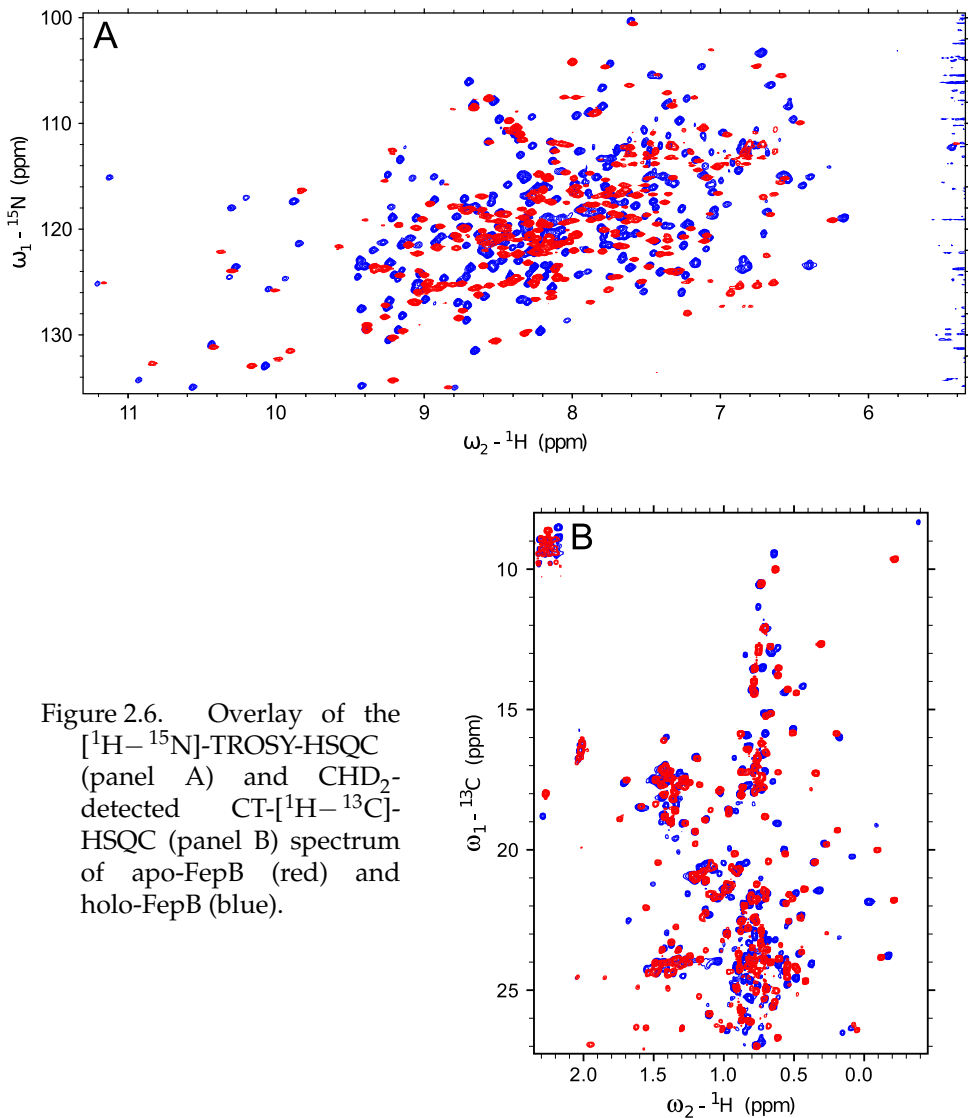 A
100
110
120
130
ω₁ - ¹⁵N (ppm)
11 10 9 8 7 6
ω₂ - ¹H (ppm)
B
10
15
20
25
ω₁ - ¹³C (ppm)
2.0 1.5 1.0 0.5 0.0
ω₂ - ¹H (ppm)
Figure 2.6. Overlay of the
[¹H−¹⁵N]-TROSY-HSQC
(panel A) and CHD₂-
detected CT-[¹H−¹³C]-
HSQC (panel B) spectrum
of apo-FepB (red) and
holo-FepB (blue).